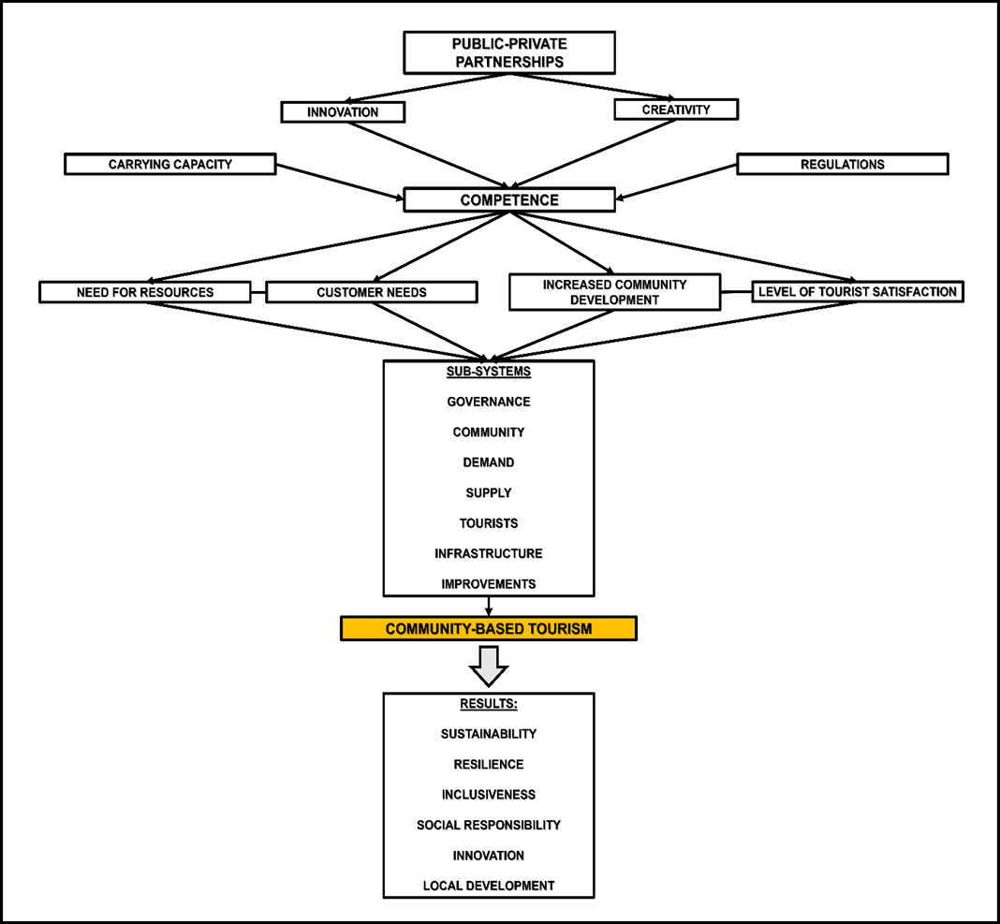 PUBLIC-PRIVATE
PARTNERSHIPS
INNOVATION
CREATIVITY
CARRYING CAPACITY
REGULATIONS
COMPETENCE
NEED FOR RESOURCES
CUSTOMER NEEDS
INCREASED COMMUNITY
DEVELOPMENT
LEVEL OF TOURIST SATISFACTION
SUB-SYSTEMS
GOVERNANCE
COMMUNITY
DEMAND
SUPPLY
TOURISTS
INFRASTRUCTURE
IMPROVEMENTS
COMMUNITY-BASED TOURISM
RESULTS:
SUSTAINABILITY
RESILIENCE
INCLUSIVENESS
SOCIAL RESPONSIBILITY
INNOVATION
LOCAL DEVELOPMENT